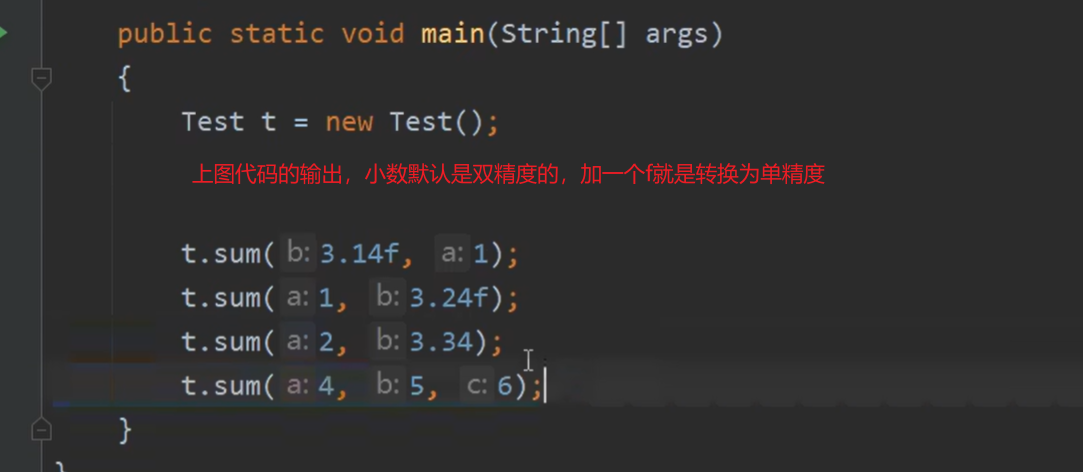 public static void main(String[] args)
{
Test t = new Test();
上图代码的输出，小数默认是双精度的，加一个f就是转换为单精度
t.sum( b: 3.14f, a: 1);
t.sum( a: 1, b: 3.24f);
t.sum( a: 2, b: 3.34);
t.sum( a: 4, b: 5, c: 6);
}
}